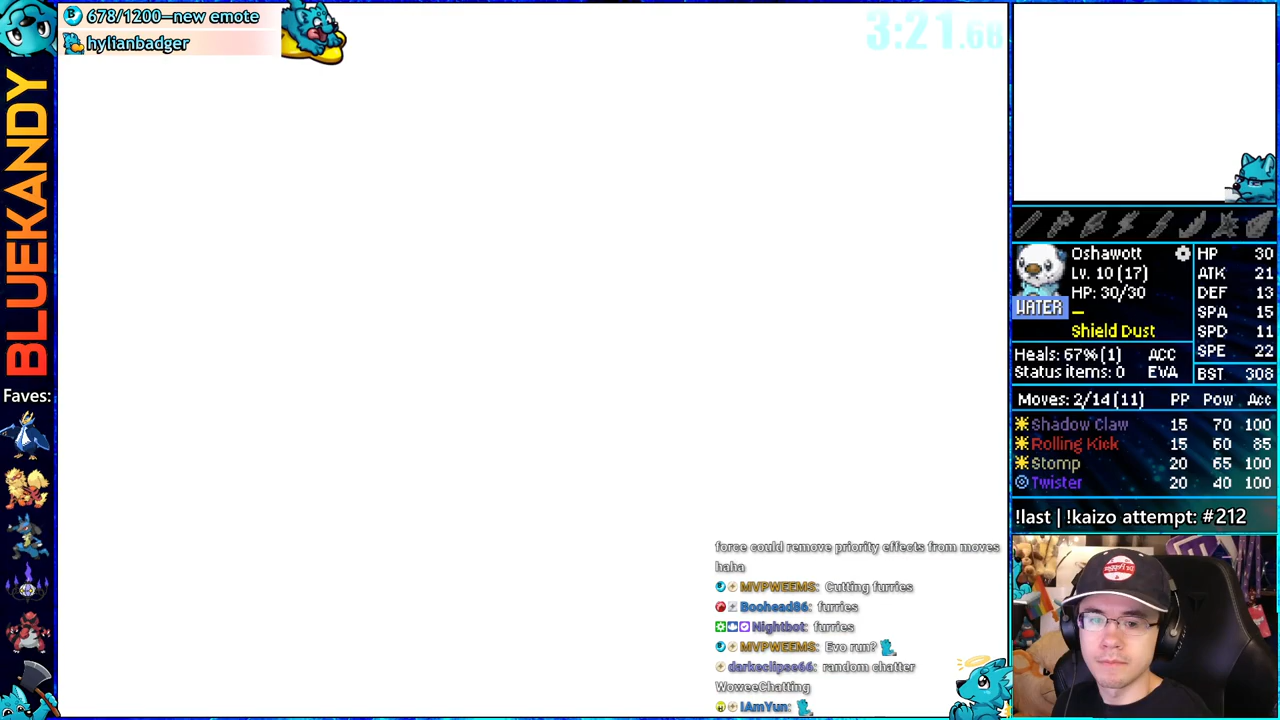 678/1200–new emote
hylianbadger
3:21.68
BLUEKANDY
Faves:
Oshawott
Lv. 10 (17)
HP: 30/30
WATER
—
Shield Dust
HP 30
ATK 21
DEF 13
SPA 15
SPD 11
SPE 22
BST 308
Heals: 67% (1) ACC
Status items: 0 EVA
Moves: 2/14 (11) PP Pow Acc
Shadow Claw 15 70 100
Rolling Kick 15 60 85
Stomp 20 65 100
Twister 20 40 100
!last | !kaizo attempt: #212
force could remove priority effects from moves
haha
MVPWEEMS: Cutting furries
Boohead86: furries
Nightbot: furries
MVPWEEMS: Evo run?
darkeclipse66: random chatter
WoweeChatting
IAmYun: